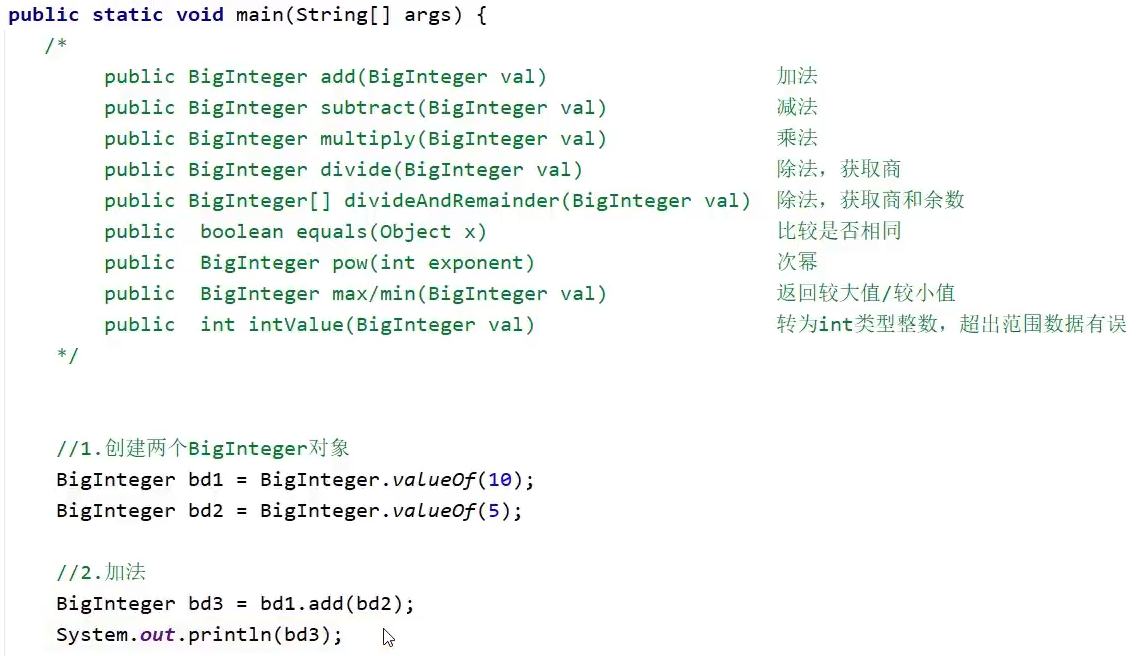 public static void main(String[] args) {
/*
public BigInteger add(BigInteger val) 加法
public BigInteger subtract(BigInteger val) 减法
public BigInteger multiply(BigInteger val) 乘法
public BigInteger divide(BigInteger val) 除法，获取商
public BigInteger[] divideAndRemainder(BigInteger val) 除法，获取商和余数
public  boolean equals(Object x) 比较是否相同
public  BigInteger pow(int exponent) 次幂
public  BigInteger max/min(BigInteger val) 返回较大值/较小值
public  int intValue(BigInteger val) 转为int类型整数，超出范围数据有误
*/
//1.创建两个BigInteger对象
BigInteger bd1 = BigInteger.valueOf(10);
BigInteger bd2 = BigInteger.valueOf(5);
//2.加法
BigInteger bd3 = bd1.add(bd2);
System.out.println(bd3);